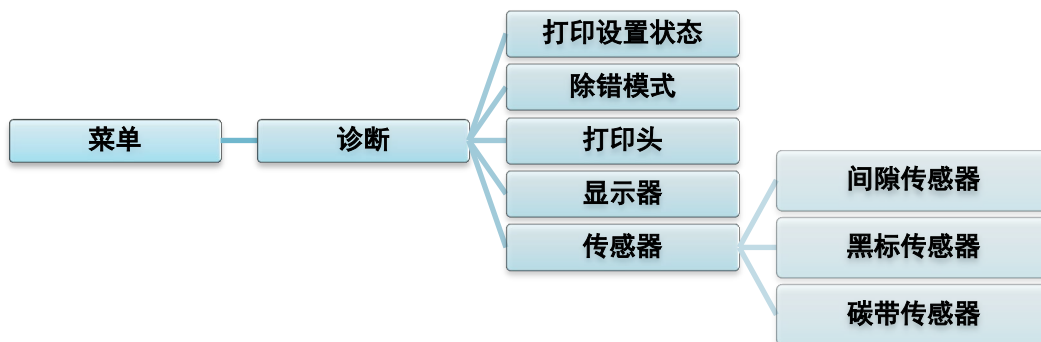 菜单
诊断
打印设置状态
除错模式
打印头
显示器
传感器
间隙传感器
黑标传感器
碳带传感器